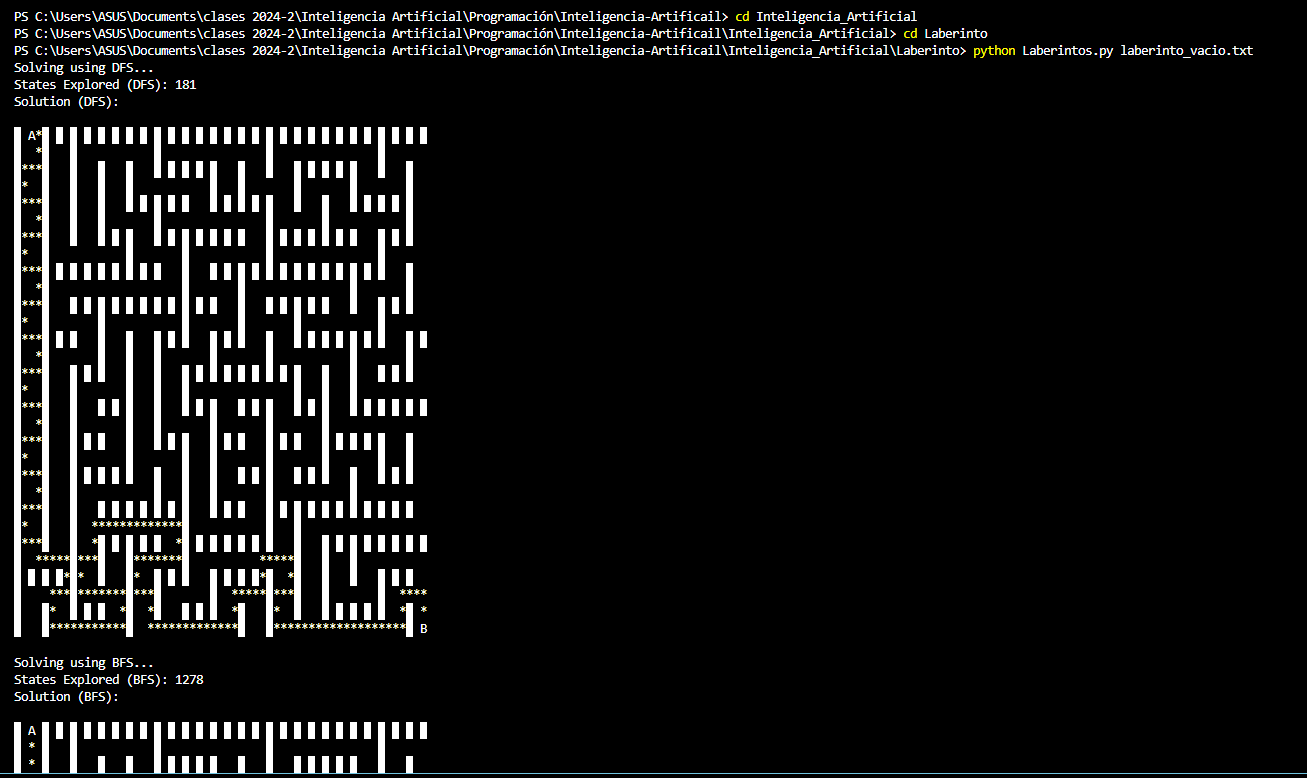 PS C:\Users\ASUS\Documents\clases 2024-2\Inteligencia Artificial\Programación\Inteligencia-Artificail> cd Inteligencia_Artificial
PS C:\Users\ASUS\Documents\clases 2024-2\Inteligencia Artificial\Programación\Inteligencia-Artificail\Inteligencia_Artificial> cd Laberinto
PS C:\Users\ASUS\Documents\clases 2024-2\Inteligencia Artificial\Programación\Inteligencia-Artificail\Inteligencia_Artificial\Laberinto> python Laberintos.py laberinto_vacio.txt
Solving using DFS...
States Explored (DFS): 181
Solution (DFS):
A*
*
***
*
***
*
***
*
***
*
***
*
***
*
***
*
***
*
***
*
***
*
***
* *************
*** * *
***** *** ******* *****
* * * * *
*** ******** *** **** *** ****
* * * * * * *
*********** ************* ******************* B
Solving using BFS...
States Explored (BFS): 1278
Solution (BFS):
A
*
*